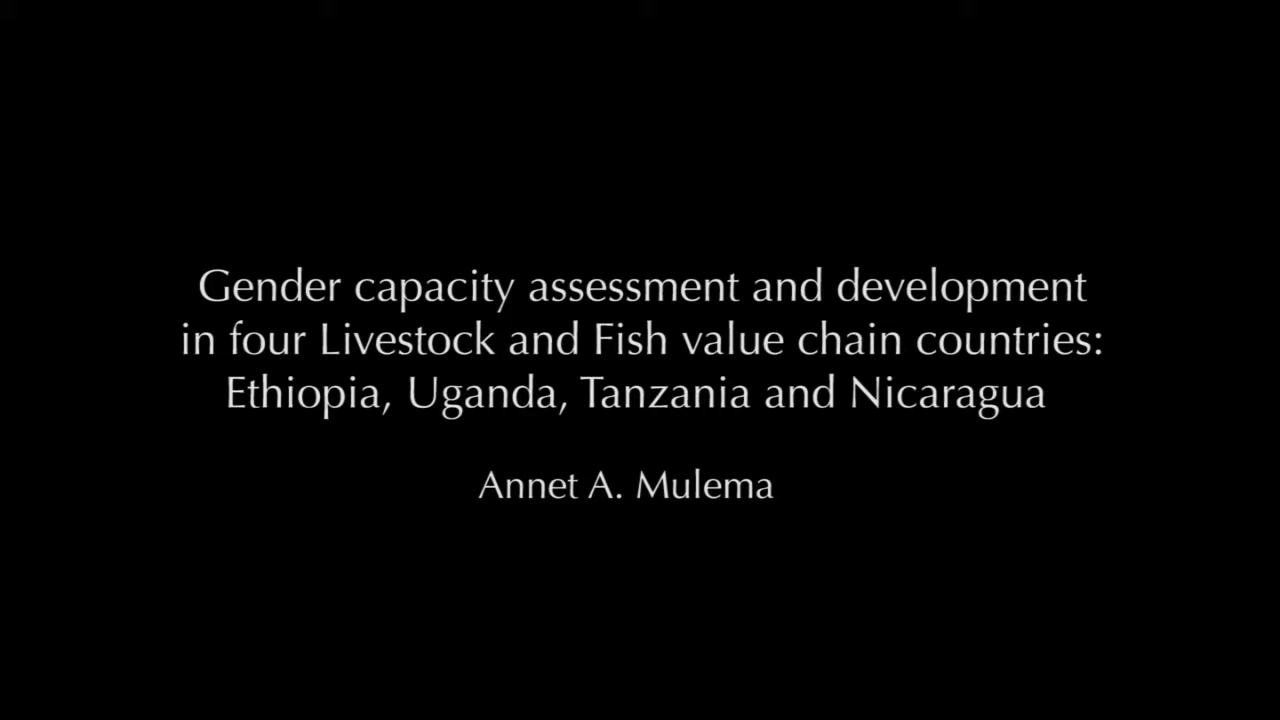 Gender capacity assessment and development
in four Livestock and Fish value chain countries:
Ethiopia, Uganda, Tanzania and Nicaragua
Annet A. Mulema